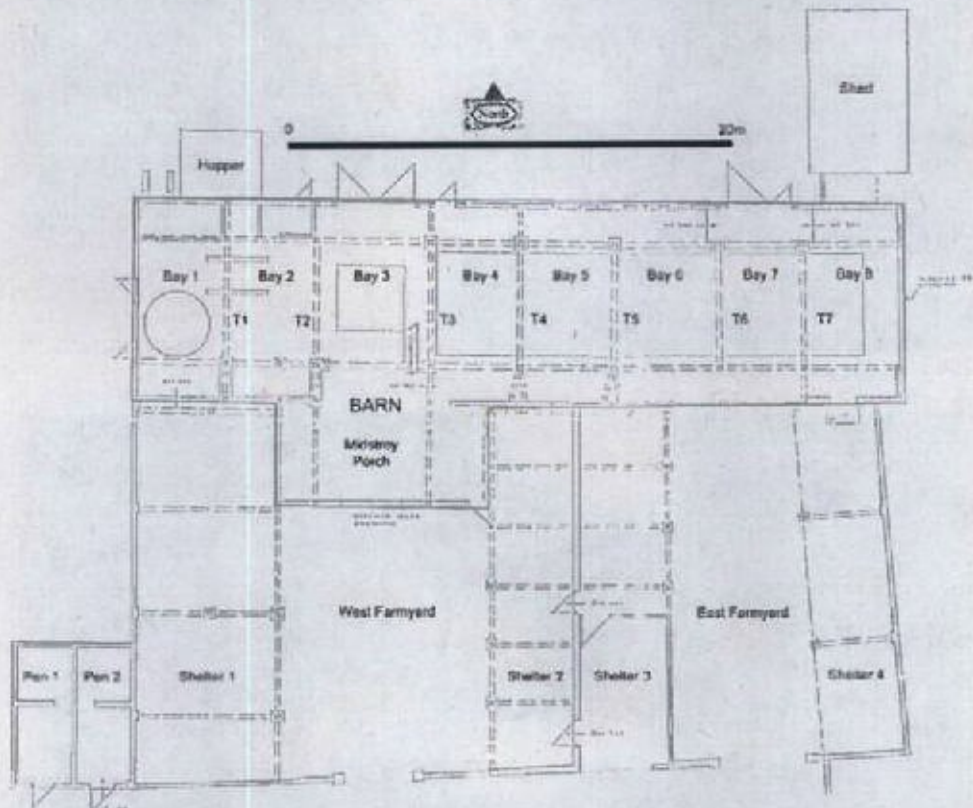 Shed
North
0 20m
Hopper
Bay 1 Bay 2 Bay 3 Bay 4 Bay 5 Bay 6 Bay 7 Bay 8
T1 T2 T3 T4 T5 T6 T7
BARN
Midstrey
Porch
West Farmyard East Farmyard
Pen 1 Pen 2 Shelter 1 Shelter 2 Shelter 3 Shelter 4